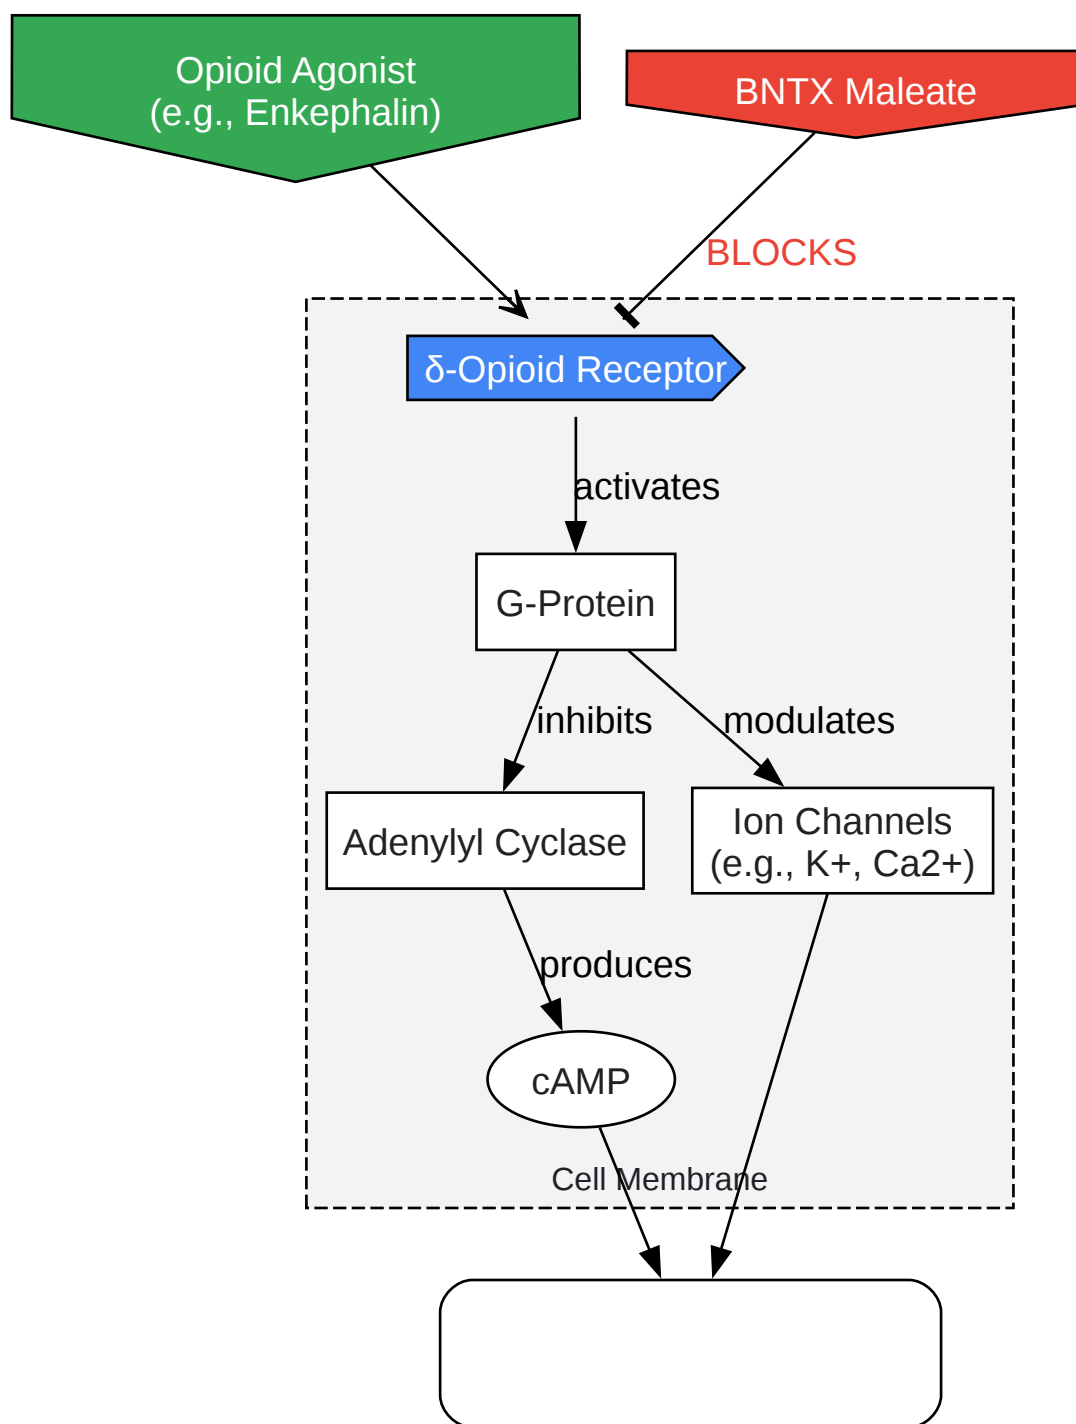 Opioid Agonist
(e.g., Enkephalin)
BNTX Maleate
BLOCKS
δ-Opioid Receptor
activates
G-Protein
inhibits
modulates
Adenylyl Cyclase
Ion Channels
(e.g., K+, Ca2+)
produces
cAMP
Cell Membrane